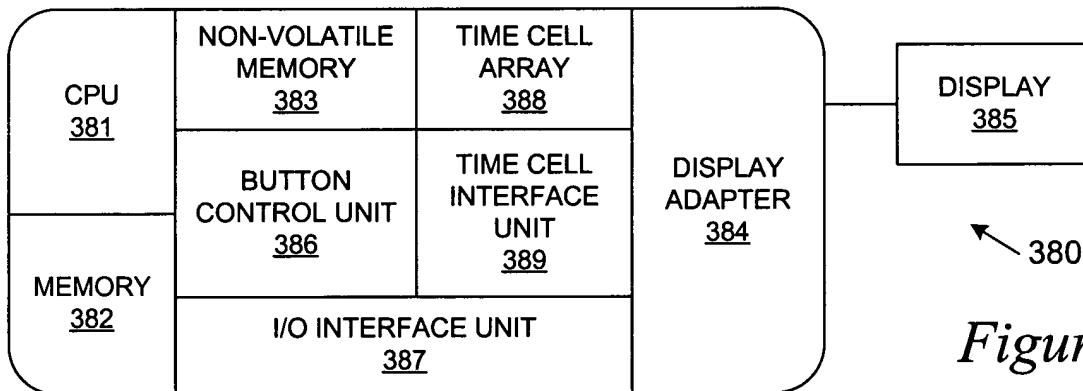 CPU
381
MEMORY
382
NON-VOLATILE
MEMORY
383
TIME CELL
ARRAY
388
BUTTON
CONTROL UNIT
386
TIME CELL
INTERFACE
UNIT
389
I/O INTERFACE UNIT
387
DISPLAY
ADAPTER
384
DISPLAY
385
380